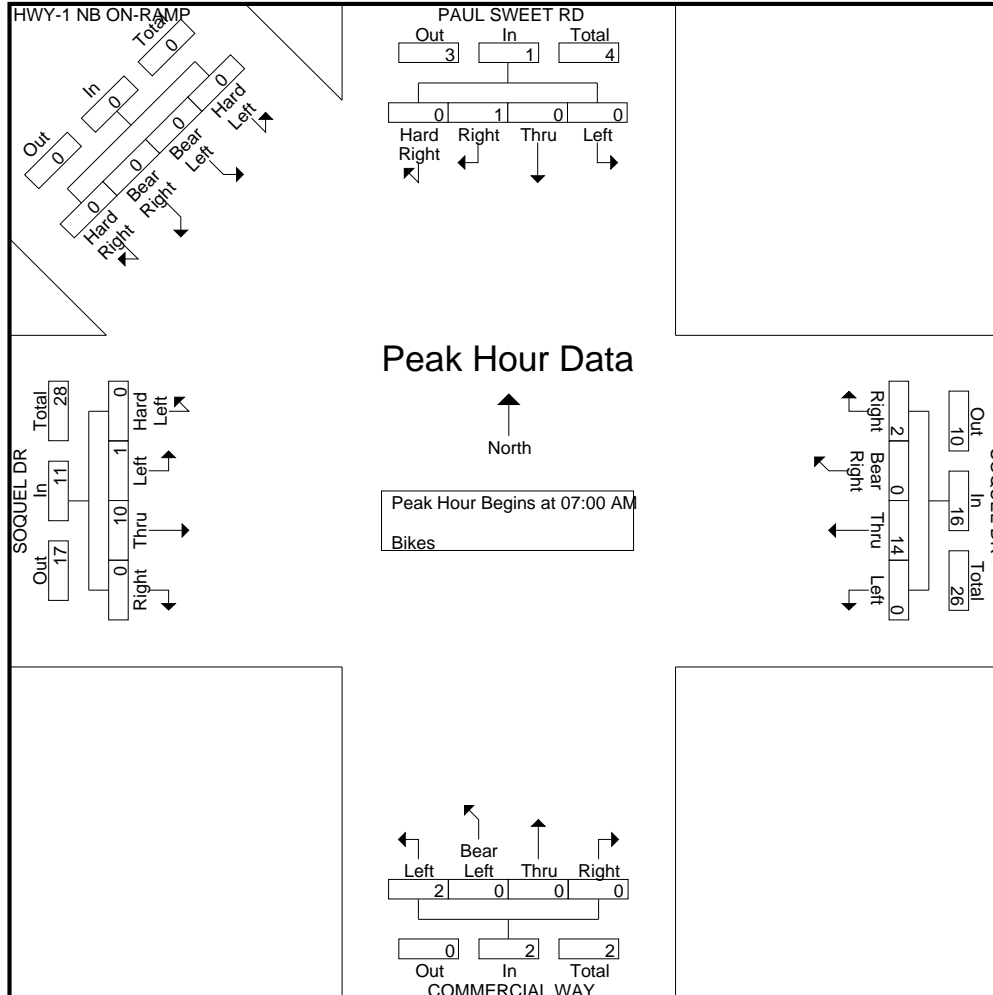 HWY-1 NB ON-RAMP
Out In Total
0 0 0
0 0 0 0
Hard Right
Bear Right
Bear Left
Hard Left
PAUL SWEET RD
Out In Total
3 1 4
0 1 0 0
Hard Right
Right
Thru
Left
SOQUEL DR
Total In Out
28 11 17
0 1 10 0
Hard Left
Left
Thru
Right
Peak Hour Data
North
Peak Hour Begins at 07:00 AM
Bikes
Right
Bear Right
Thru
Left
2 0 14 0
Out In Total
10 16 26
Left
Bear Left
Thru
Right
2 0 0 0
0 2 2
Out In Total
COMMERCIAL WAY